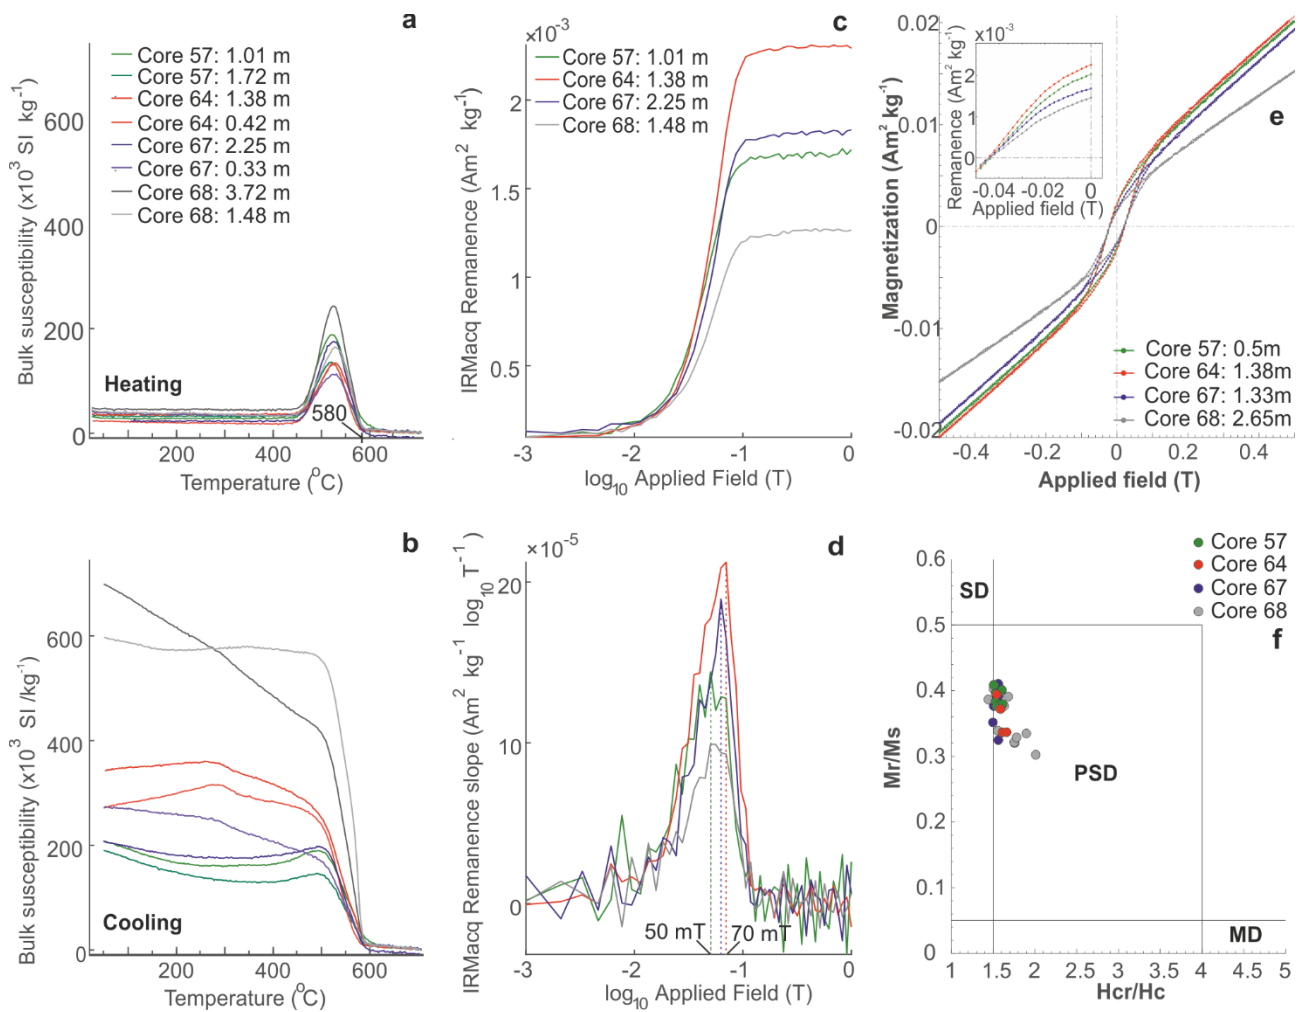 a
Core 57: 1.01 m
Core 57: 1.72 m
Core 64: 1.38 m
Core 64: 0.42 m
Core 67: 2.25 m
Core 67: 0.33 m
Core 68: 3.72 m
Core 68: 1.48 m
Bulk susceptibility (x10³ SI kg⁻¹)
600
400
200
0
Heating
580
200
400
600
Temperature (°C)
c
×10⁻³
Core 57: 1.01 m
Core 64: 1.38 m
Core 67: 2.25 m
Core 68: 1.48 m
IRMacq Remanence (Am² kg⁻¹)
2
1.5
1
0.5
-3
-2
-1
0
log₁₀ Applied Field (T)
e
Magnetization (Am² kg⁻¹)
0.02
0.01
0
-0.01
-0.02
×10⁻³
Remanence (Am² kg⁻¹)
2
1
0
-0.04
-0.02
0
Applied field (T)
Core 57: 0.5m
Core 64: 1.38m
Core 67: 1.33m
Core 68: 2.65m
-0.4
-0.2
0
0.2
0.4
Applied field (T)
b
Bulk susceptibility (x10³ SI /kg⁻¹)
600
400
200
0
Cooling
200
400
600
Temperature (°C)
d
×10⁻⁵
IRMacq Remanence slope (Am² kg⁻¹ log₁₀ T⁻¹)
20
10
0
50 mT
70 mT
-3
-2
-1
0
log₁₀ Applied Field (T)
Core 57
Core 64
Core 67
Core 68
f
Mr/Ms
0.6
0.5
0.4
0.3
0.2
0.1
0
SD
PSD
MD
1
1.5
2
2.5
3
3.5
4
4.5
5
Hcr/Hc